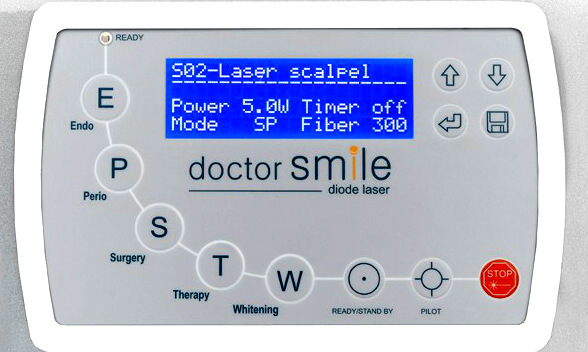 READY
S02-Laser scalpel
Power 5.0W Timer off
Mode SP Fiber 300
E
Endo
P
Perio
doctor smile
diode laser
S
Surgery
T
Therapy
W
Whitening
READY/STAND BY
PILOT
STOP